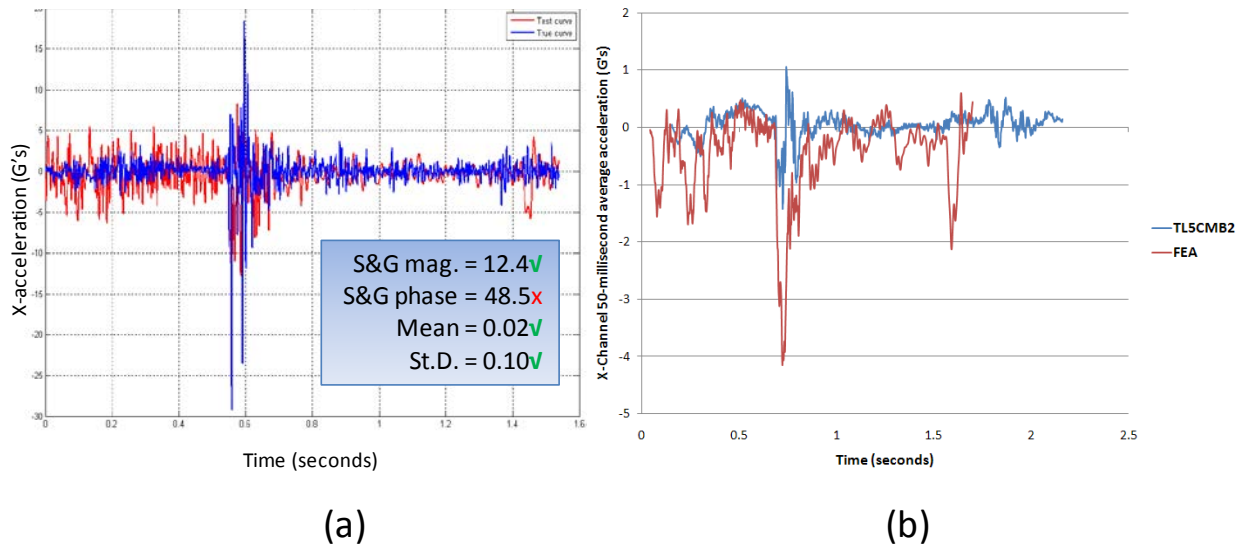 Test curve
True curve
20
15
10
5
0
-5
-10
-15
-20
-25
-30
0
0.2
0.4
0.6
0.8
1
1.2
1.4
1.6
X-acceleration (G's)
Time (seconds)
S&G mag. = 12.4√
S&G phase = 48.5x
Mean = 0.02√
St.D. = 0.10√
(a)
2
1
0
-1
-2
-3
-4
-5
0
0.5
1
1.5
2
2.5
X-Channel 50-millisecond average acceleration (G's)
Time (seconds)
TL5CMB2
FEA
(b)